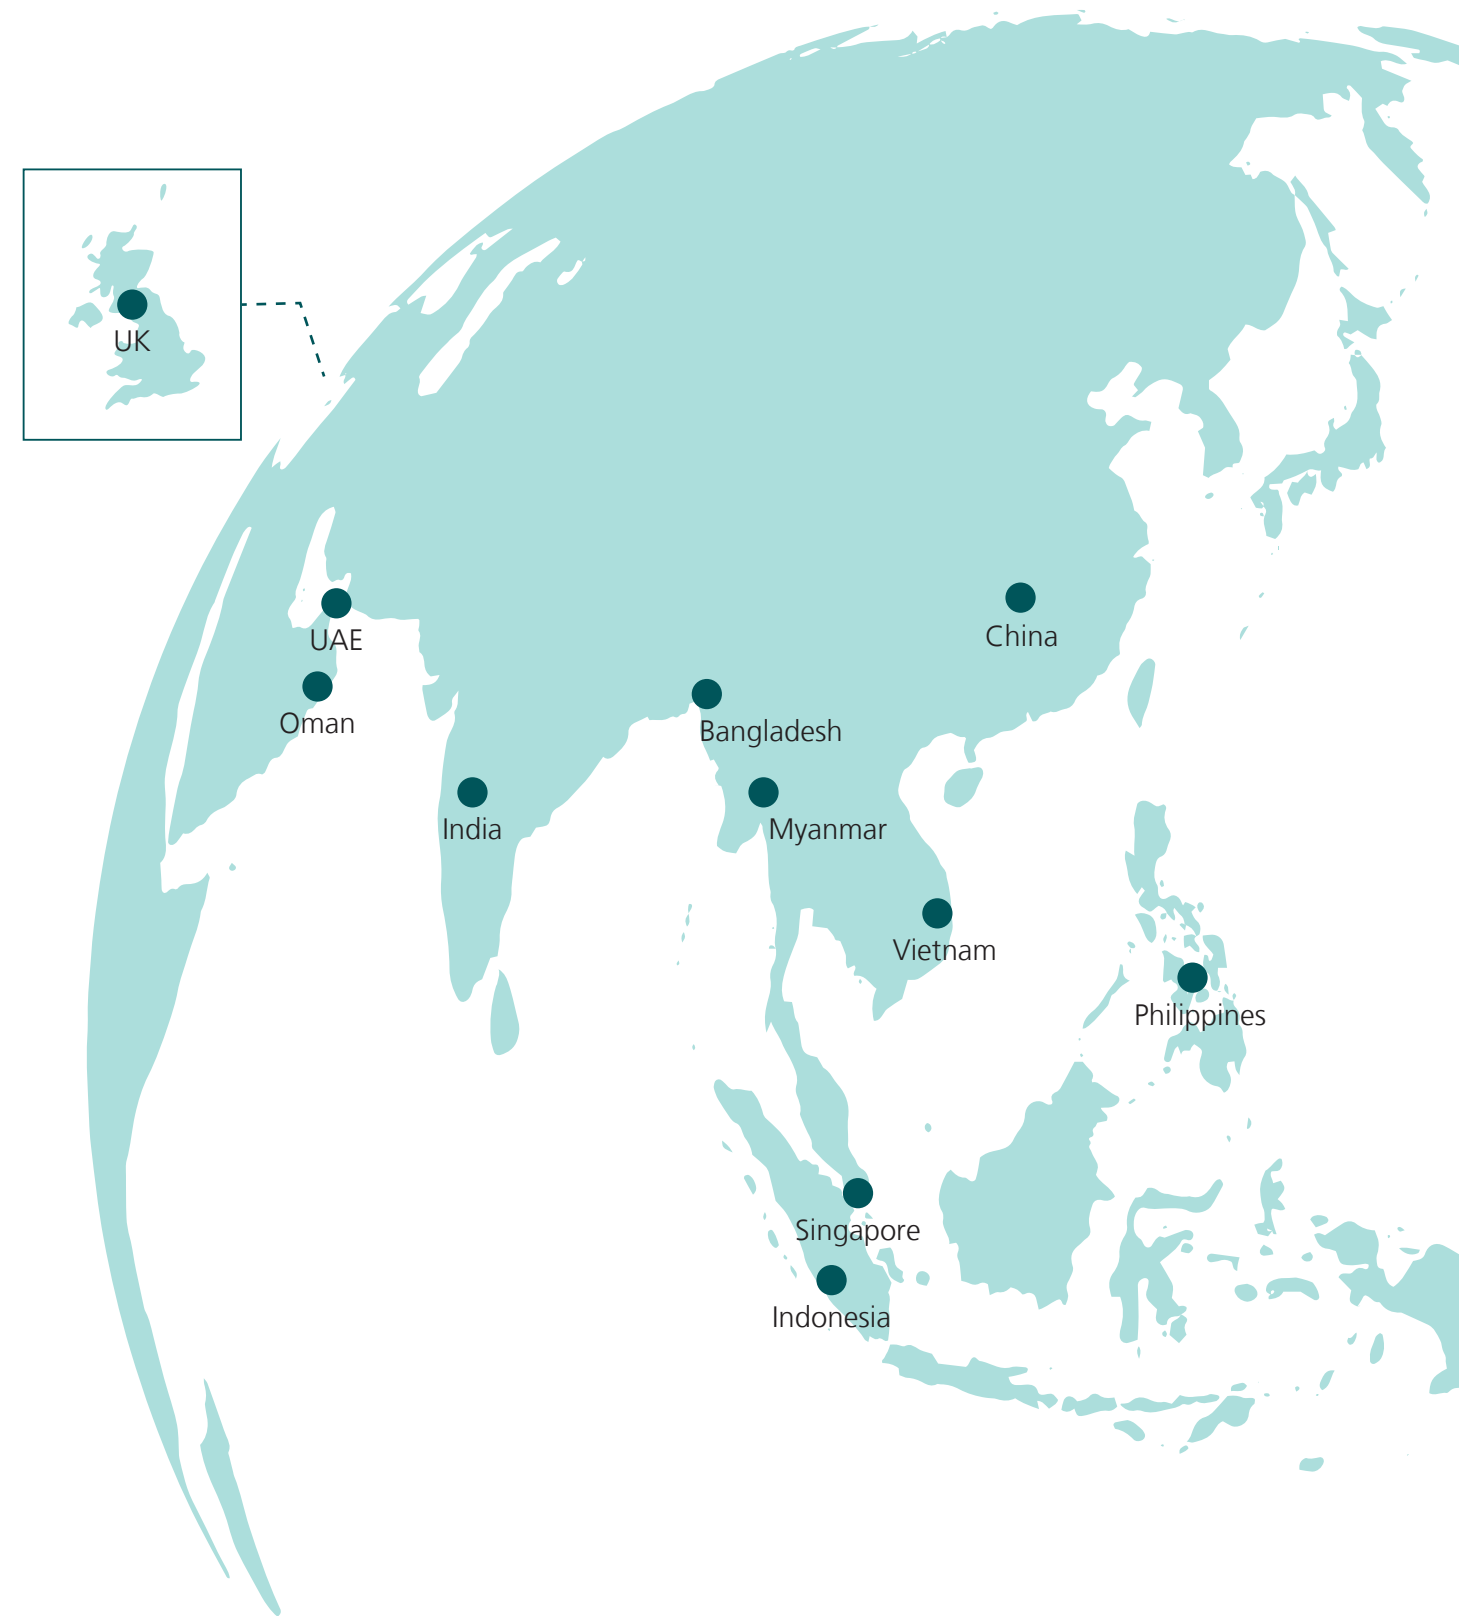 UK
UAE
China
Oman
Bangladesh
India
Myanmar
Vietnam
Philippines
Singapore
Indonesia